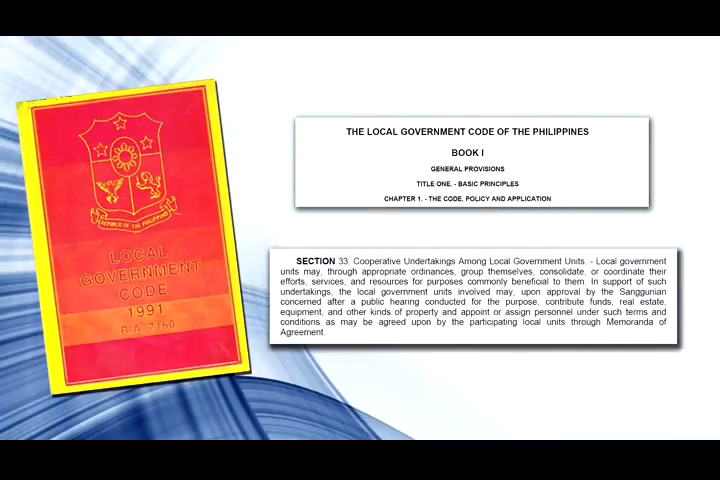 REPUBLIC OF THE PHILIPPINES
LOCAL
GOVERNMENT
CODE
1991
R.A. 7160
THE LOCAL GOVERNMENT CODE OF THE PHILIPPINES
BOOK I
GENERAL PROVISIONS
TITLE ONE. - BASIC PRINCIPLES
CHAPTER 1. - THE CODE, POLICY AND APPLICATION
SECTION 33 Cooperative Undertakings Among Local Government Units. - Local government
units may, through appropriate ordinances, group themselves, consolidate, or coordinate their
efforts, services, and resources for purposes commonly beneficial to them. In support of such
undertakings, the local government units involved may, upon approval by the Sanggunian
concerned after a public hearing conducted for the purpose, contribute funds, real estate,
equipment, and other kinds of property and appoint or assign personnel under such terms and
conditions as may be agreed upon by the participating local units through Memoranda of
Agreement.